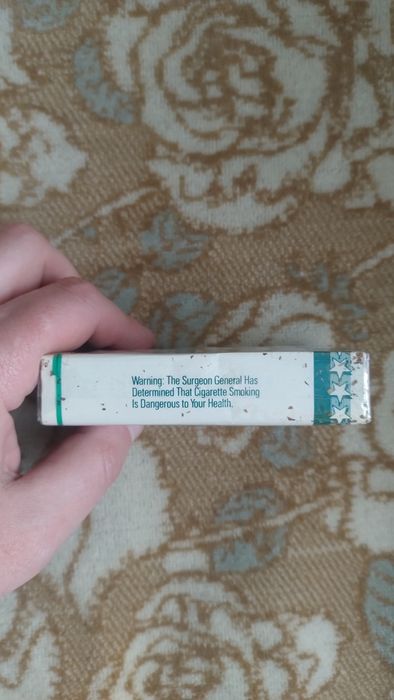 Warning: The Surgeon General Has
Determined That Cigarette Smoking
Is Dangerous to Your Health.